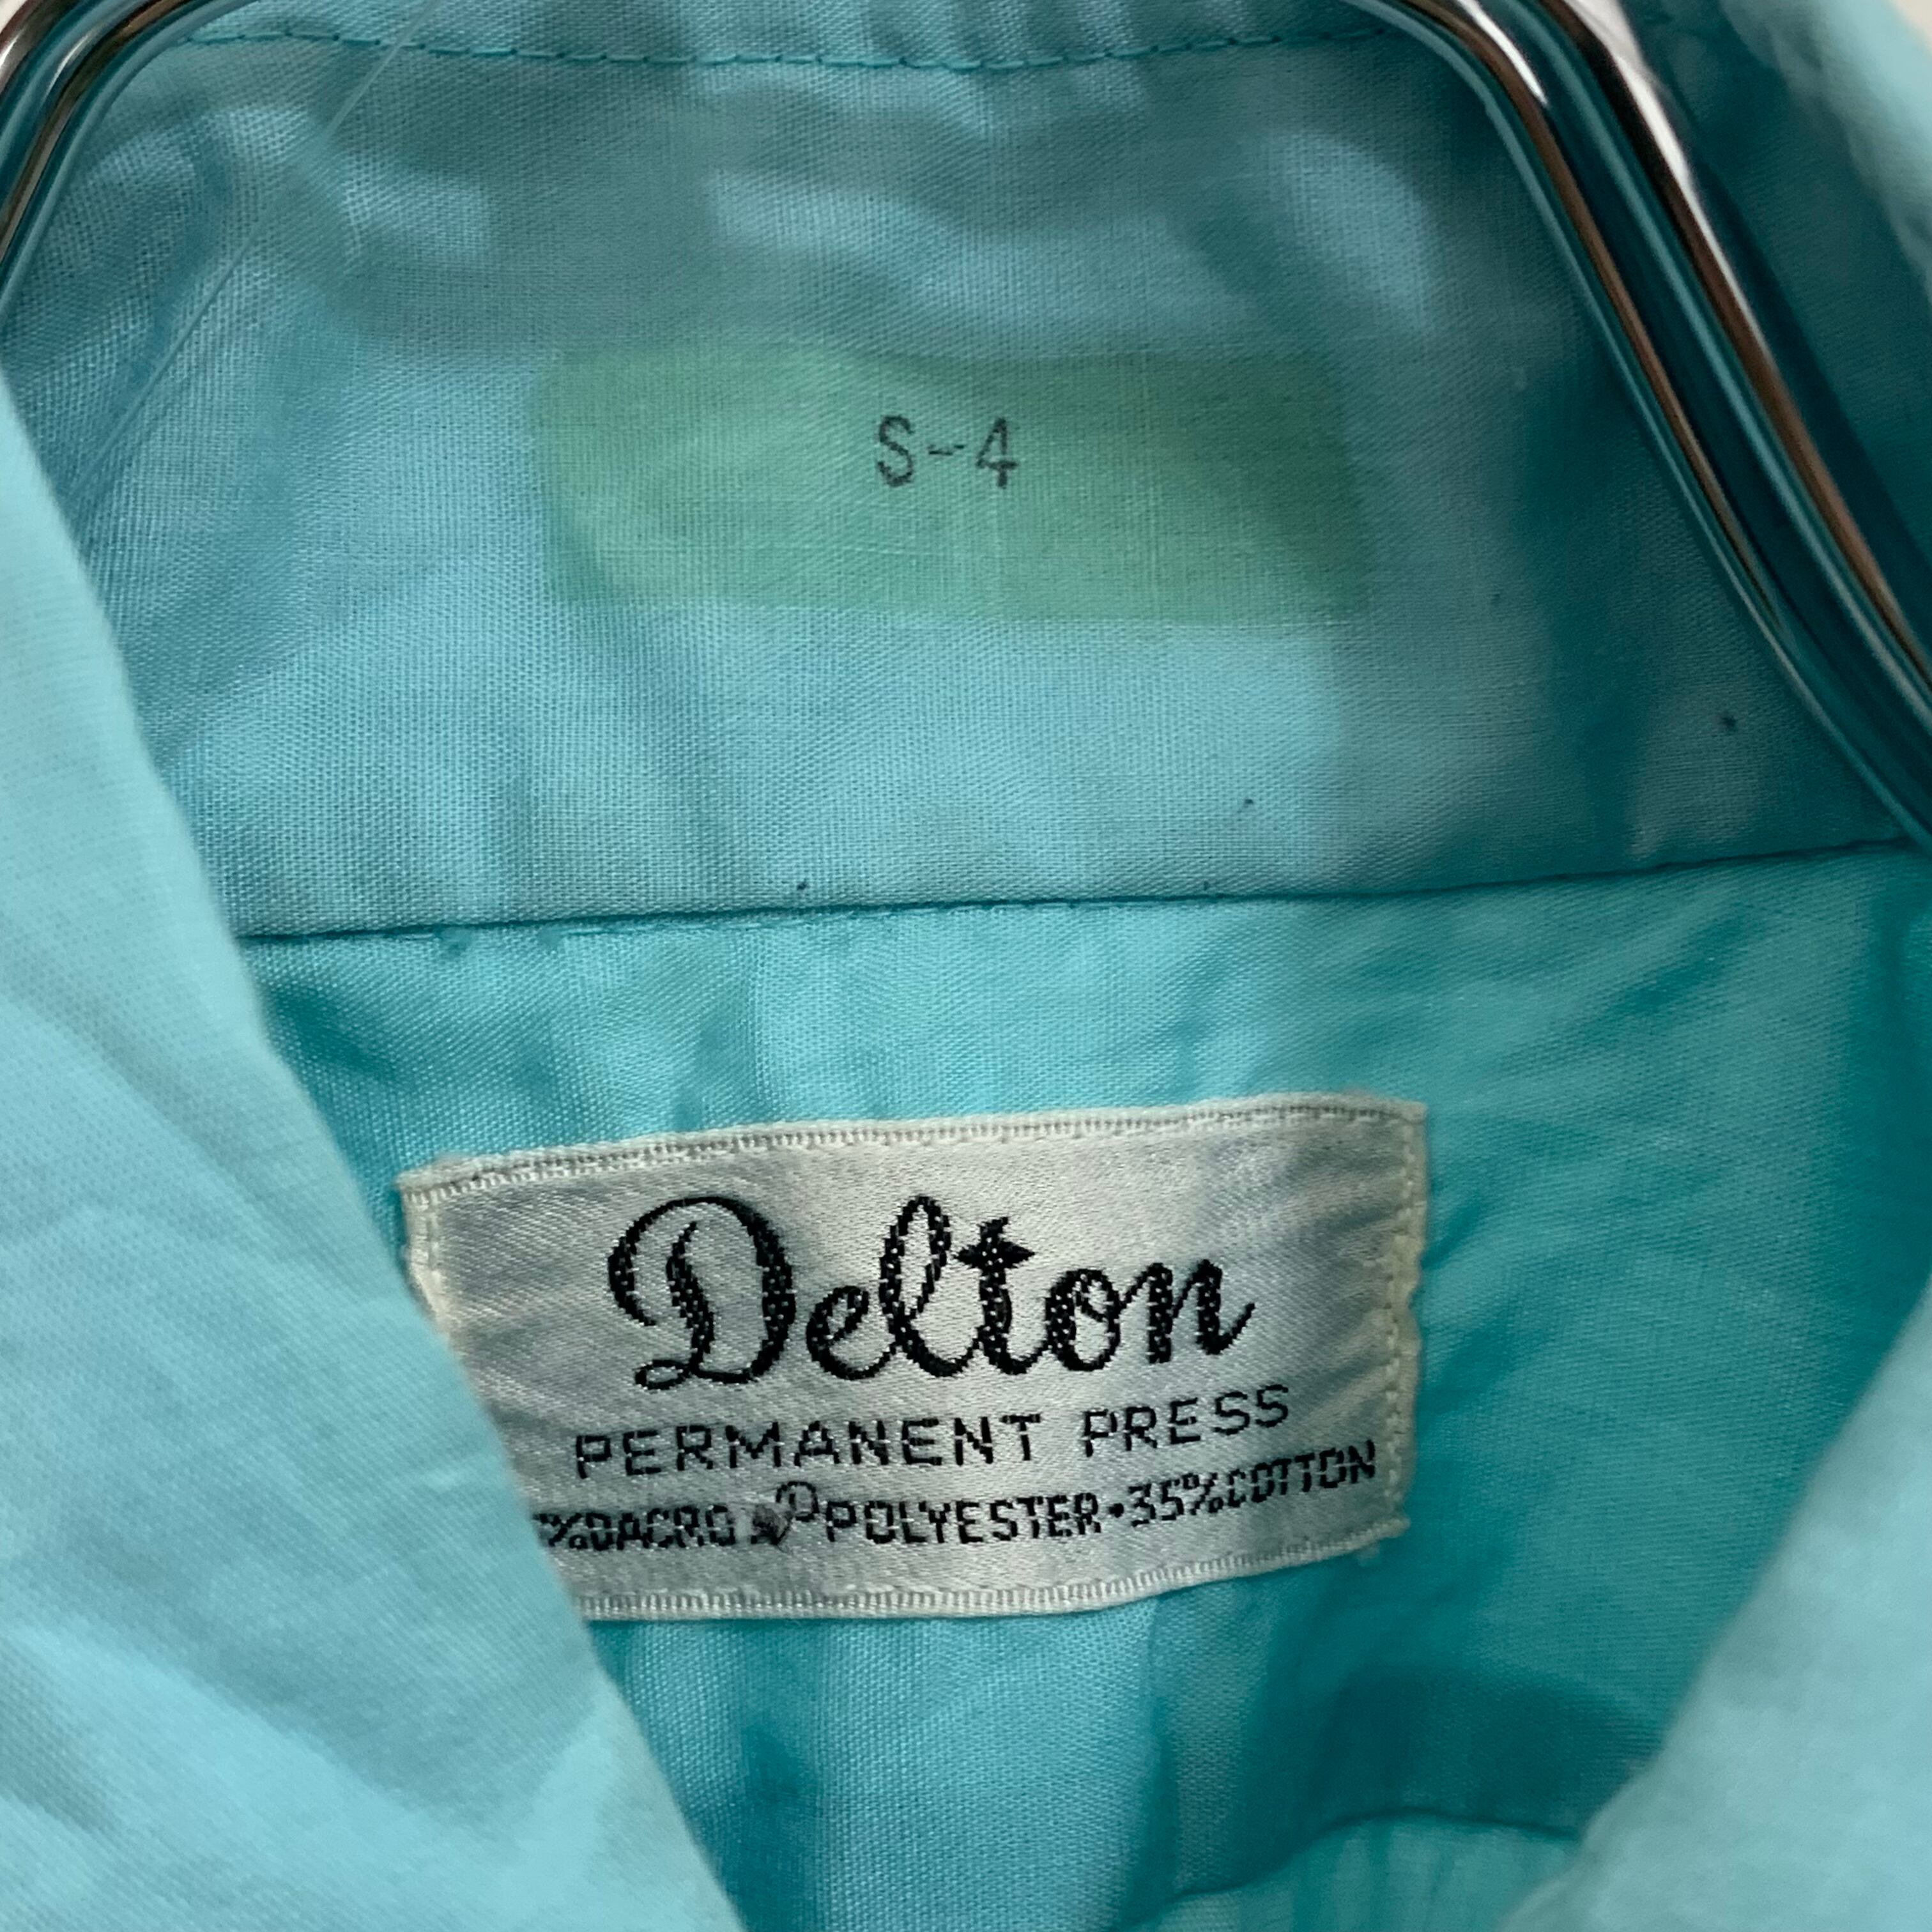 S-4
Delton
PERMANENT PRESS
%DACRO POLYESTER•35%COTTON